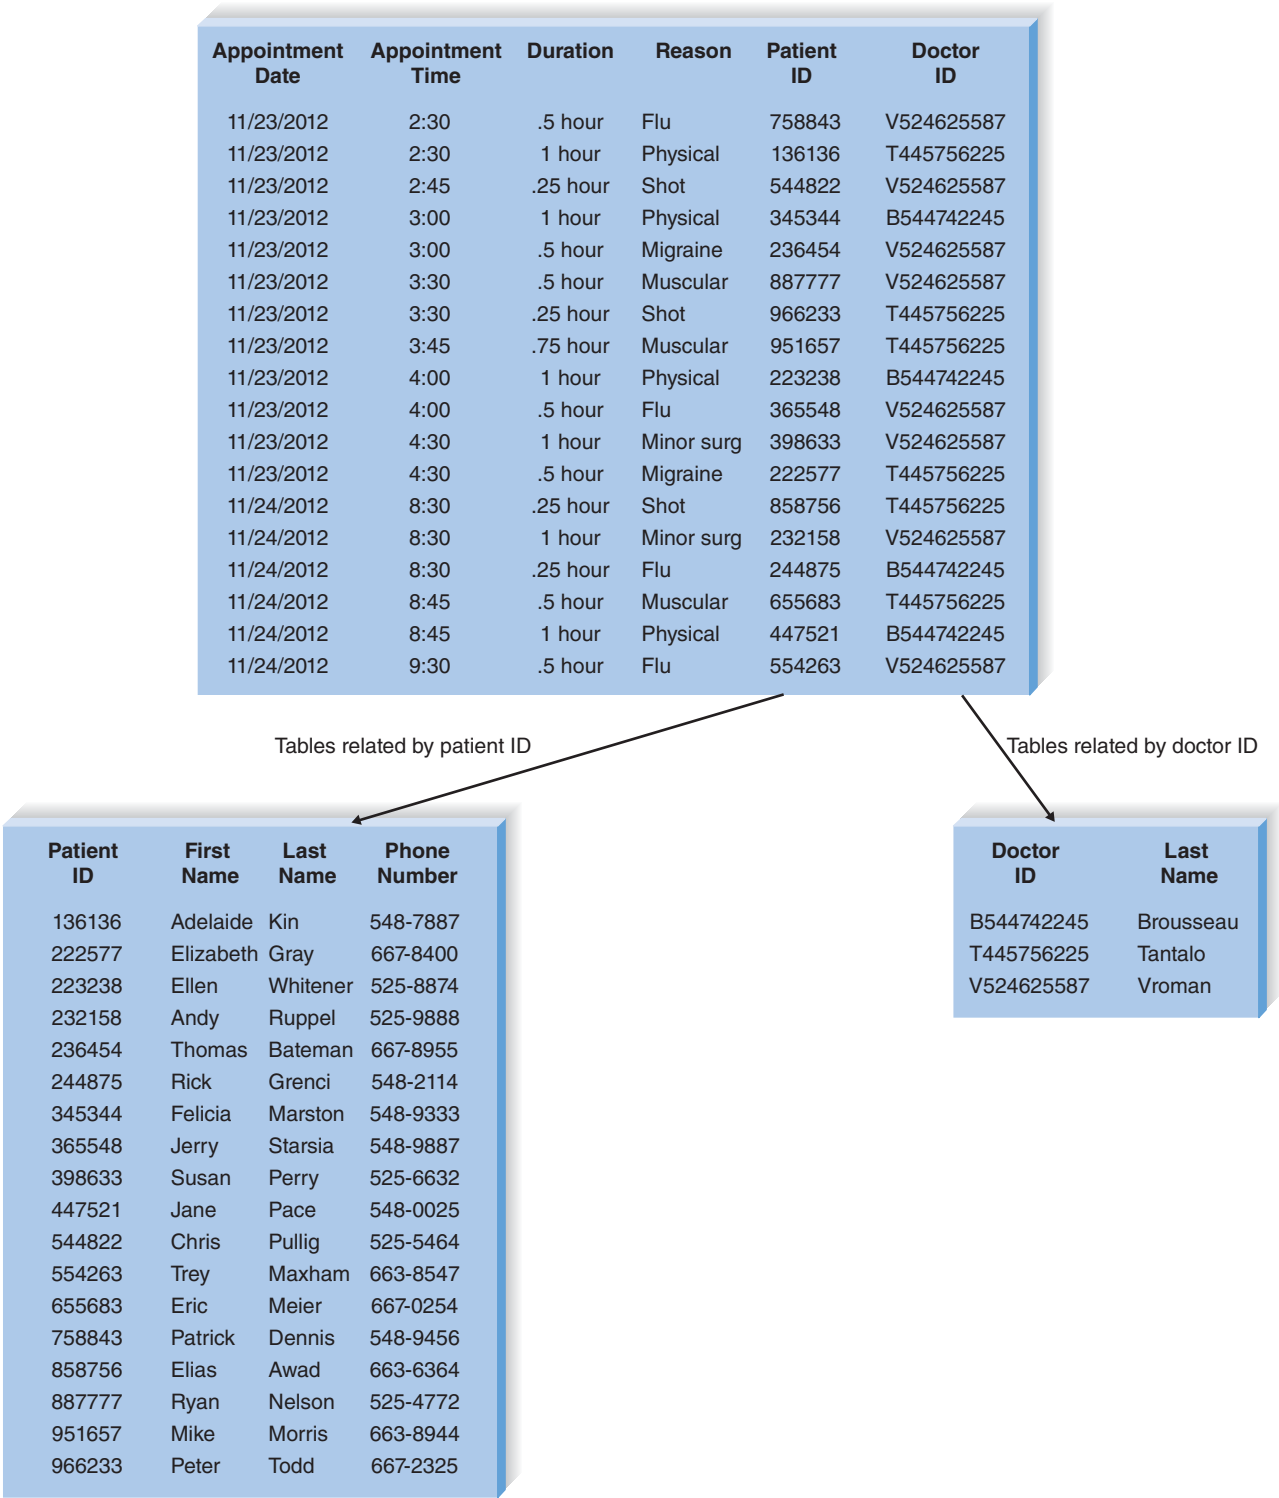 Appointment Date Appointment Time Duration Reason Patient ID Doctor ID
11/23/2012 2:30 .5 hour Flu 758843 V524625587
11/23/2012 2:30 1 hour Physical 136136 T445756225
11/23/2012 2:45 .25 hour Shot 544822 V524625587
11/23/2012 3:00 1 hour Physical 345344 B544742245
11/23/2012 3:00 .5 hour Migraine 236454 V524625587
11/23/2012 3:30 .5 hour Muscular 887777 V524625587
11/23/2012 3:30 .25 hour Shot 966233 T445756225
11/23/2012 3:45 .75 hour Muscular 951657 T445756225
11/23/2012 4:00 1 hour Physical 223238 B544742245
11/23/2012 4:00 .5 hour Flu 365548 V524625587
11/23/2012 4:30 1 hour Minor surg 398633 V524625587
11/23/2012 4:30 .5 hour Migraine 222577 T445756225
11/24/2012 8:30 .25 hour Shot 858756 T445756225
11/24/2012 8:30 1 hour Minor surg 232158 V524625587
11/24/2012 8:30 .25 hour Flu 244875 B544742245
11/24/2012 8:45 .5 hour Muscular 655683 T445756225
11/24/2012 8:45 1 hour Physical 447521 B544742245
11/24/2012 9:30 .5 hour Flu 554263 V524625587
Tables related by patient ID
Tables related by doctor ID
Patient ID First Name Last Name Phone Number
136136 Adelaide Kin 548-7887
222577 Elizabeth Gray 667-8400
223238 Ellen Whitener 525-8874
232158 Andy Ruppel 525-9888
236454 Thomas Bateman 667-8955
244875 Rick Grenci 548-2114
345344 Felicia Marston 548-9333
365548 Jerry Starsia 548-9887
398633 Susan Perry 525-6632
447521 Jane Pace 548-0025
544822 Chris Pullig 525-5464
554263 Trey Maxham 663-8547
655683 Eric Meier 667-0254
758843 Patrick Dennis 548-9456
858756 Elias Awad 663-6364
887777 Ryan Nelson 525-4772
951657 Mike Morris 663-8944
966233 Peter Todd 667-2325
Doctor ID Last Name
B544742245 Brousseau
T445756225 Tantalo
V524625587 Vroman